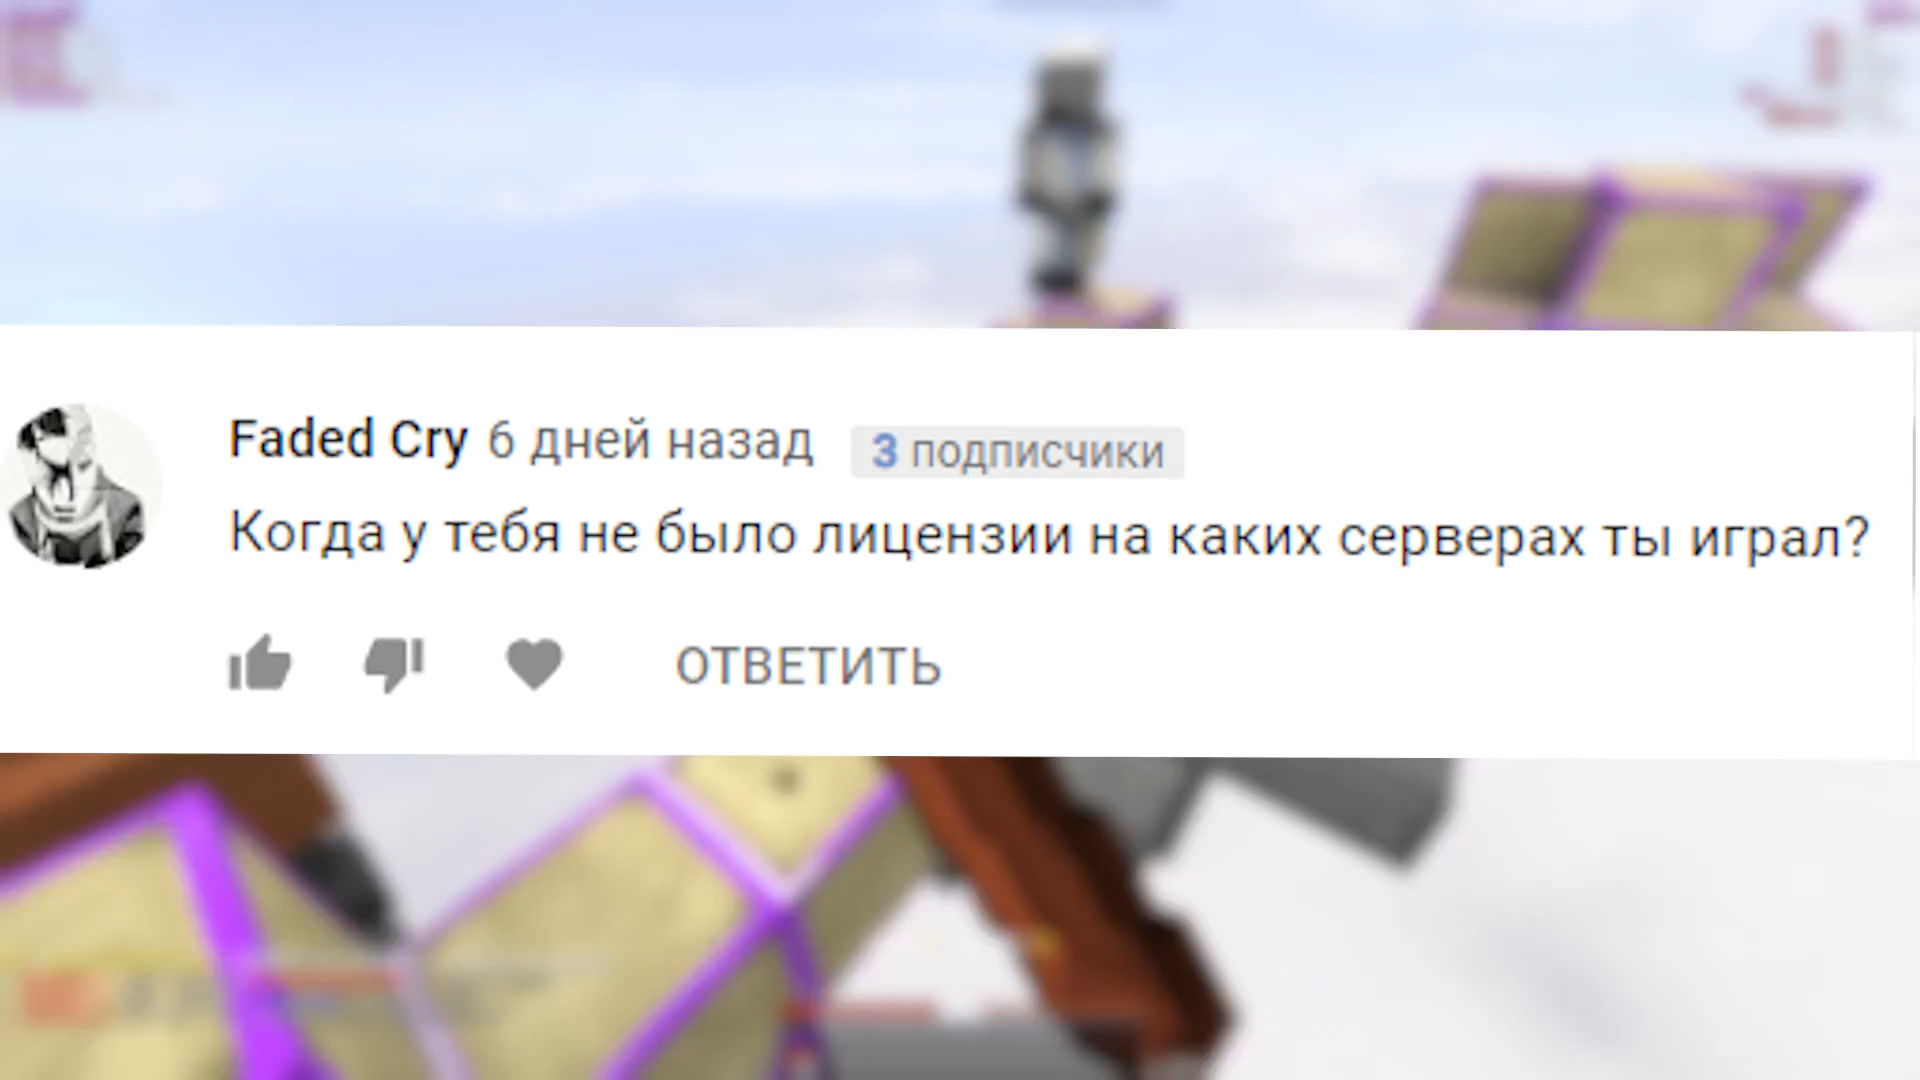 Faded Cry 6 дней назад 3 подписчики
Когда у тебя не было лицензии на каких серверах ты играл?
ОТВЕТИТЬ